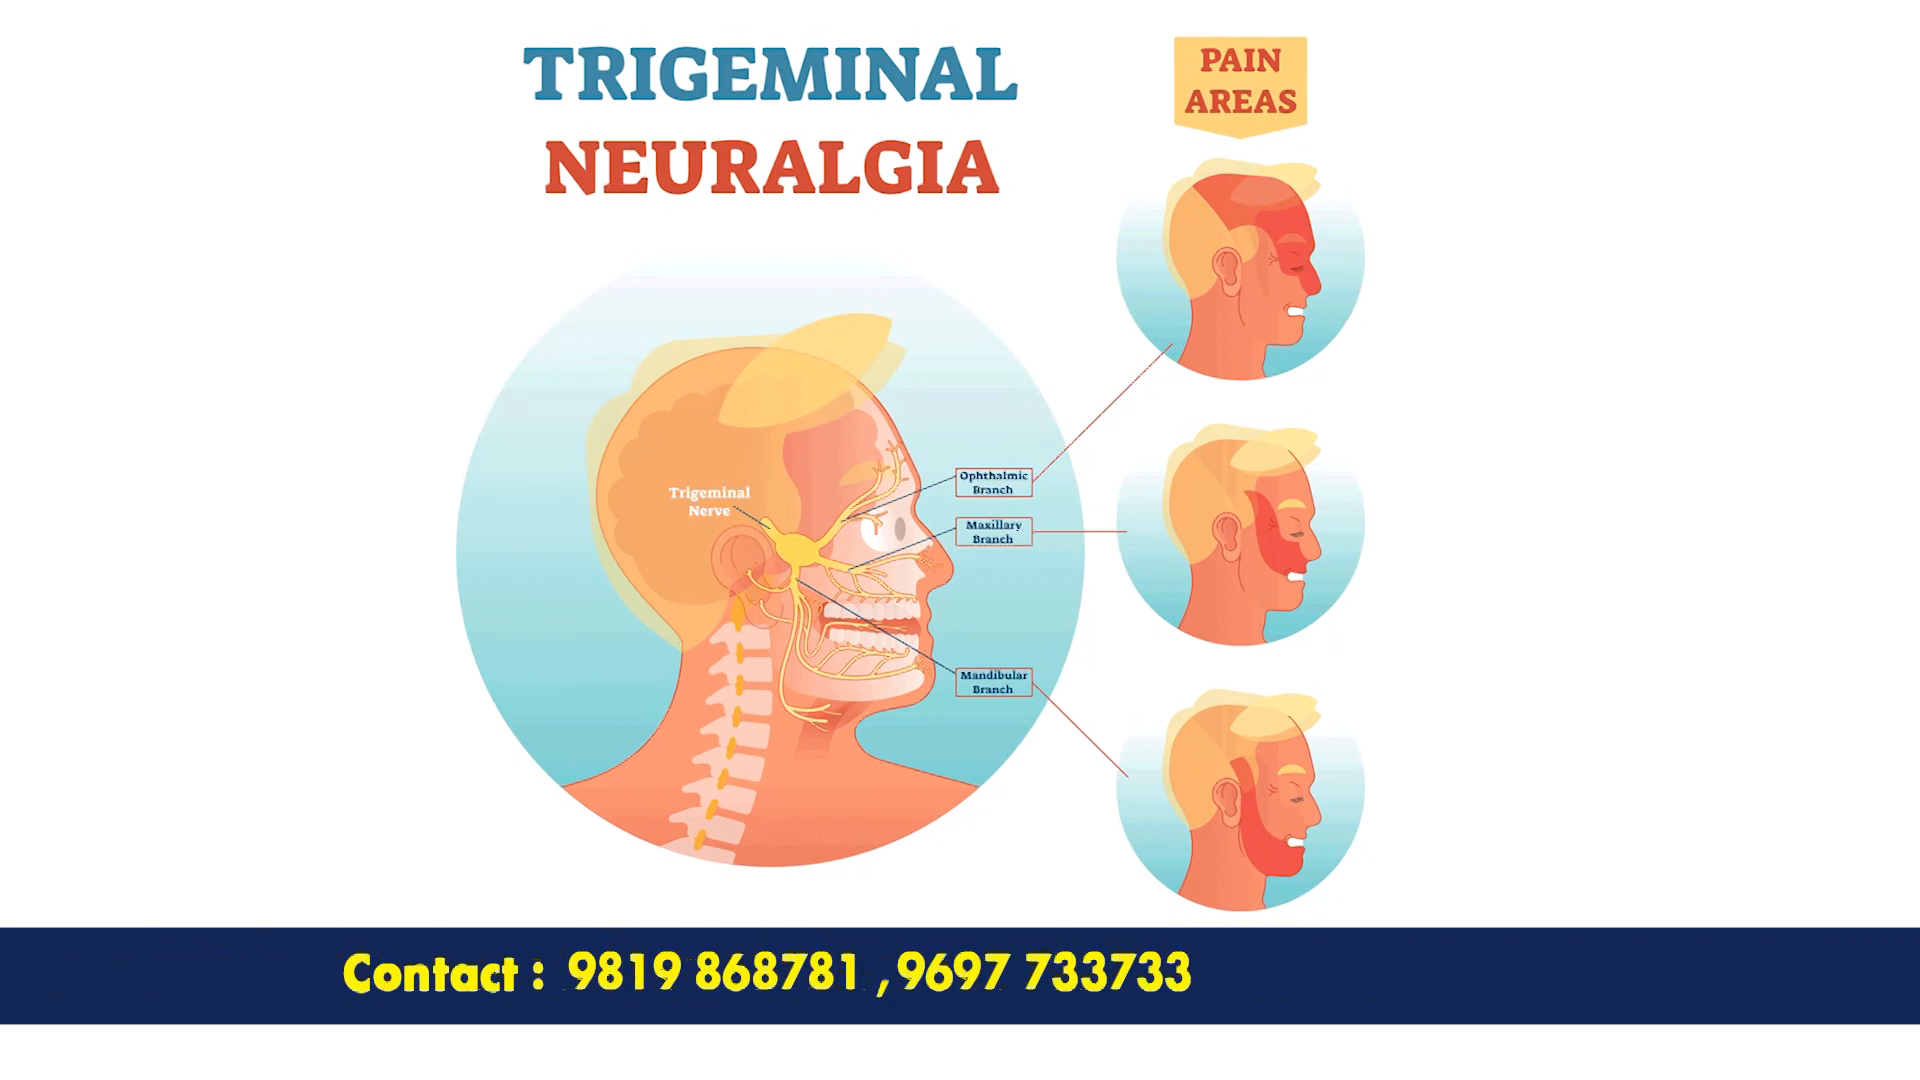 TRIGEMINAL
NEURALGIA
PAIN
AREAS
Trigeminal
Nerve
Ophthalmic
Branch
Maxillary
Branch
Mandibular
Branch
Contact : 9819 868781 , 9697 733733